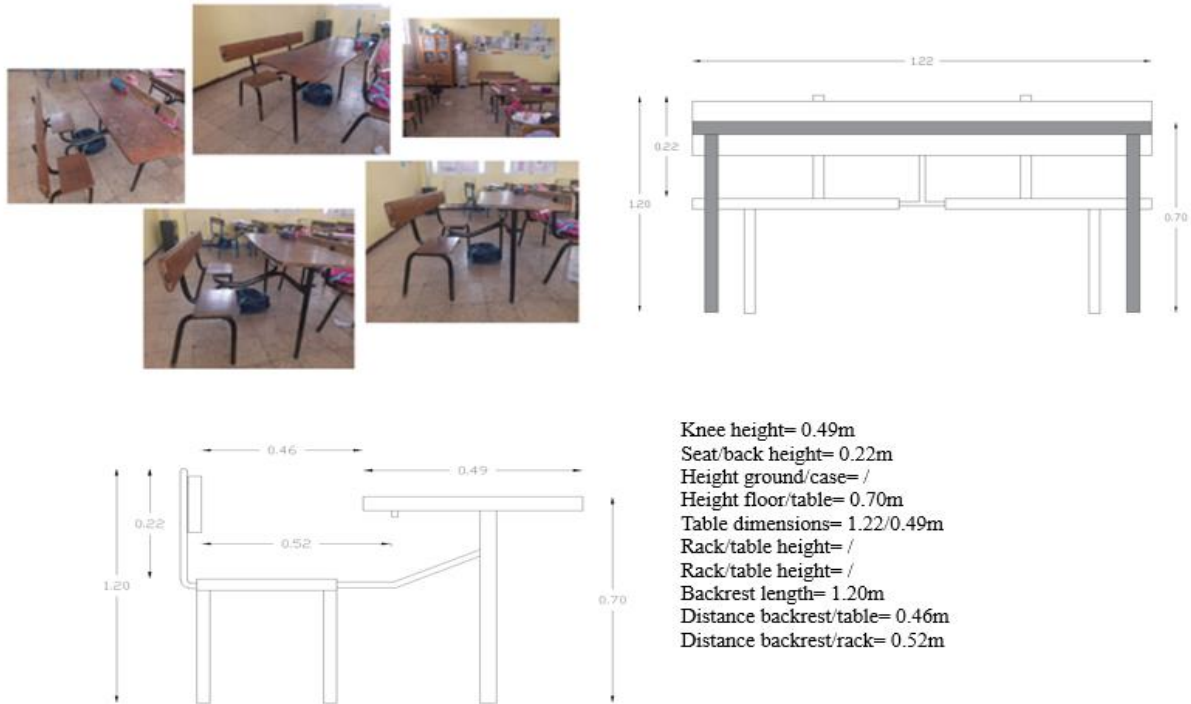 1.22
0.22
1.20
0.70
0.46
0.49
0.22
0.52
1.20
0.70
Knee height= 0.49m
Seat/back height= 0.22m
Height ground/case= /
Height floor/table= 0.70m
Table dimensions= 1.22/0.49m
Rack/table height= /
Rack/table height= /
Backrest length= 1.20m
Distance backrest/table= 0.46m
Distance backrest/rack= 0.52m